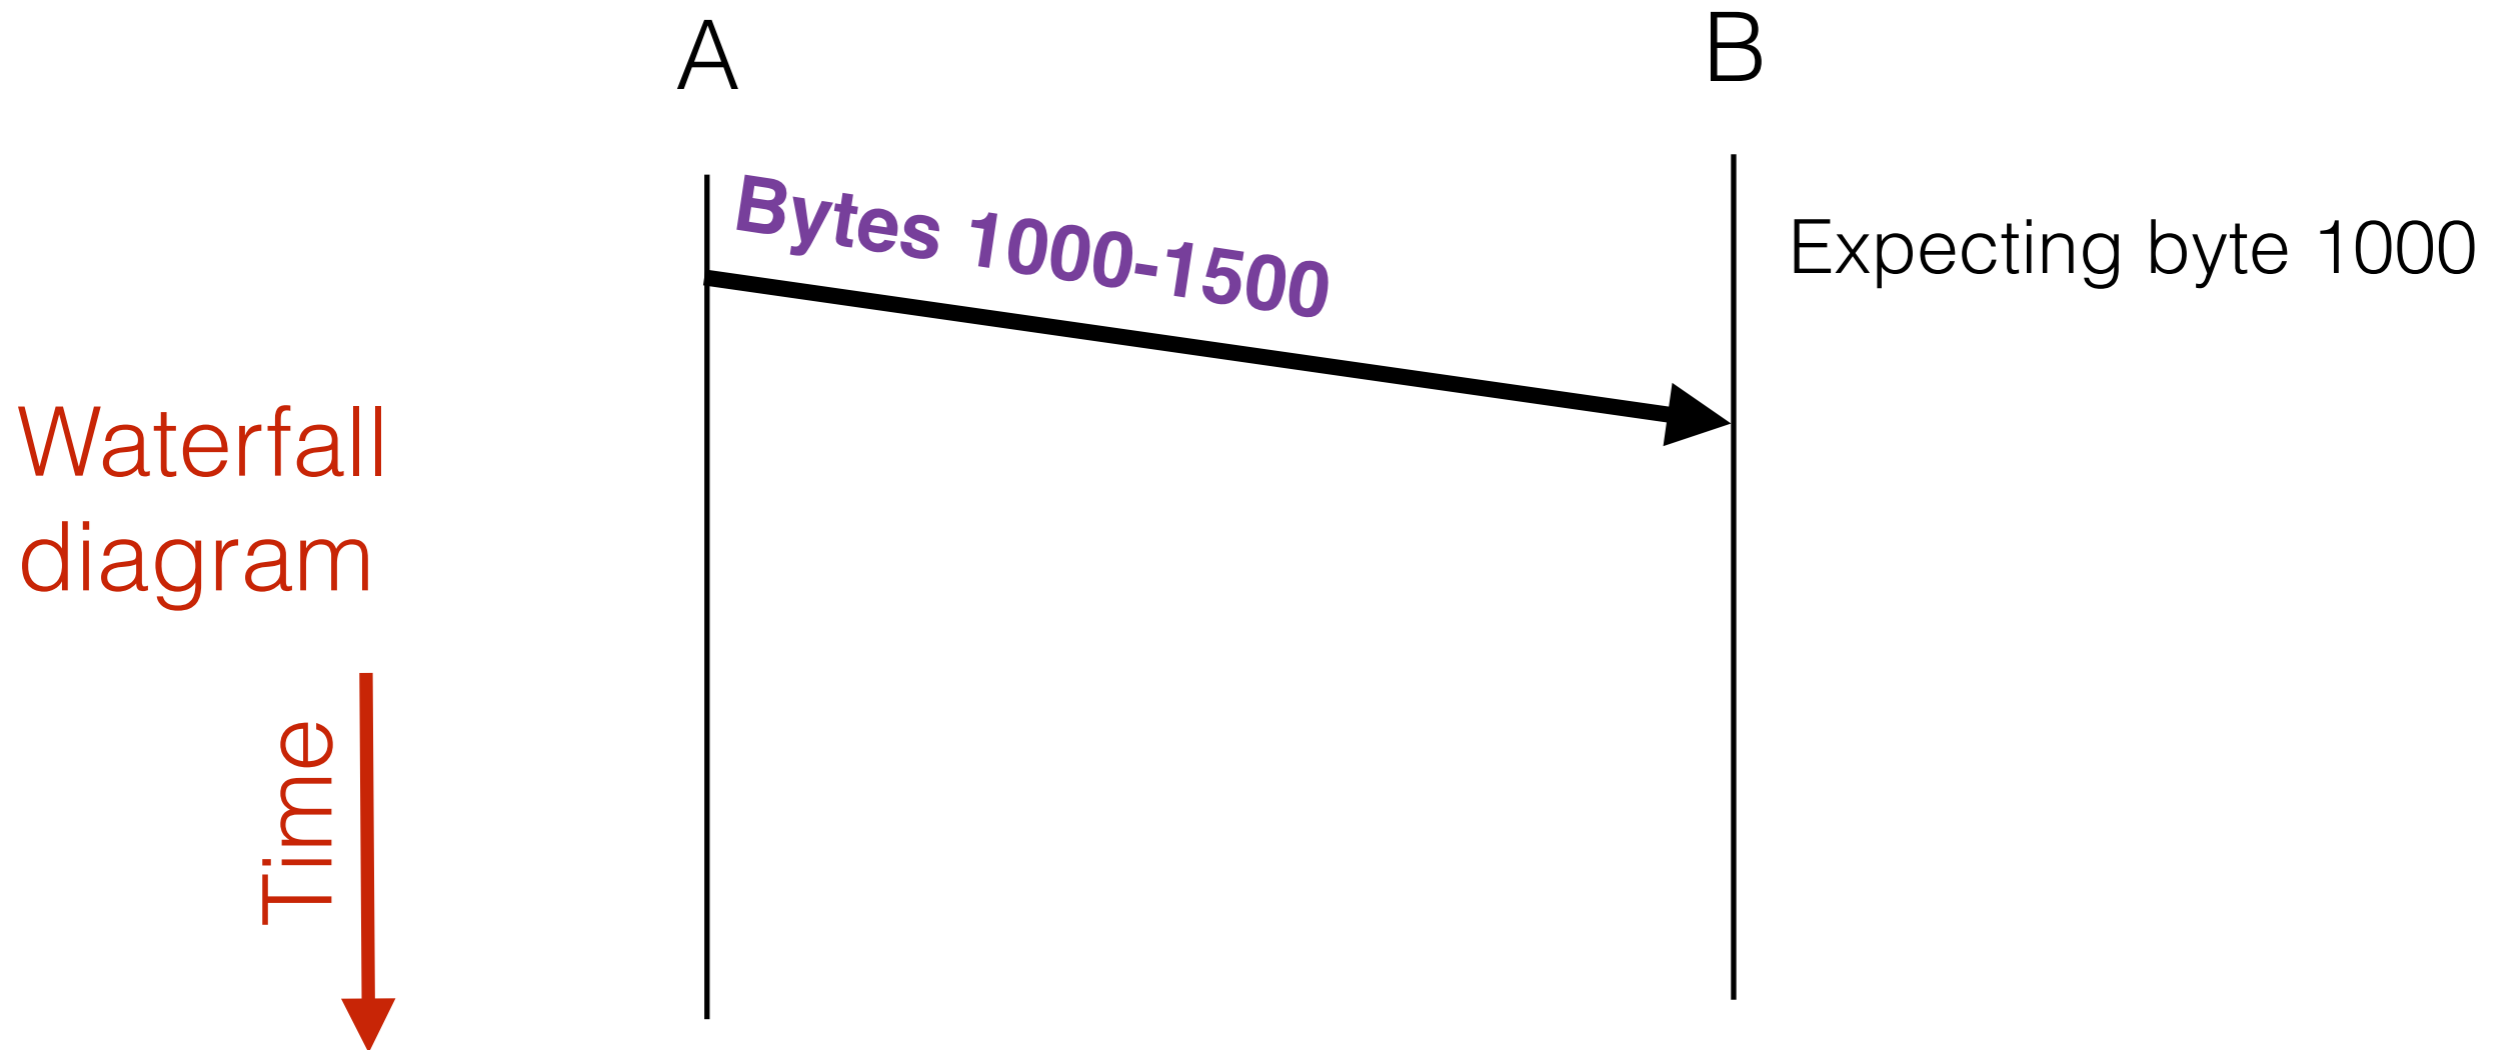 A
B
Bytes 1000-1500
Expecting byte 1000
Waterfall
diagram
Time